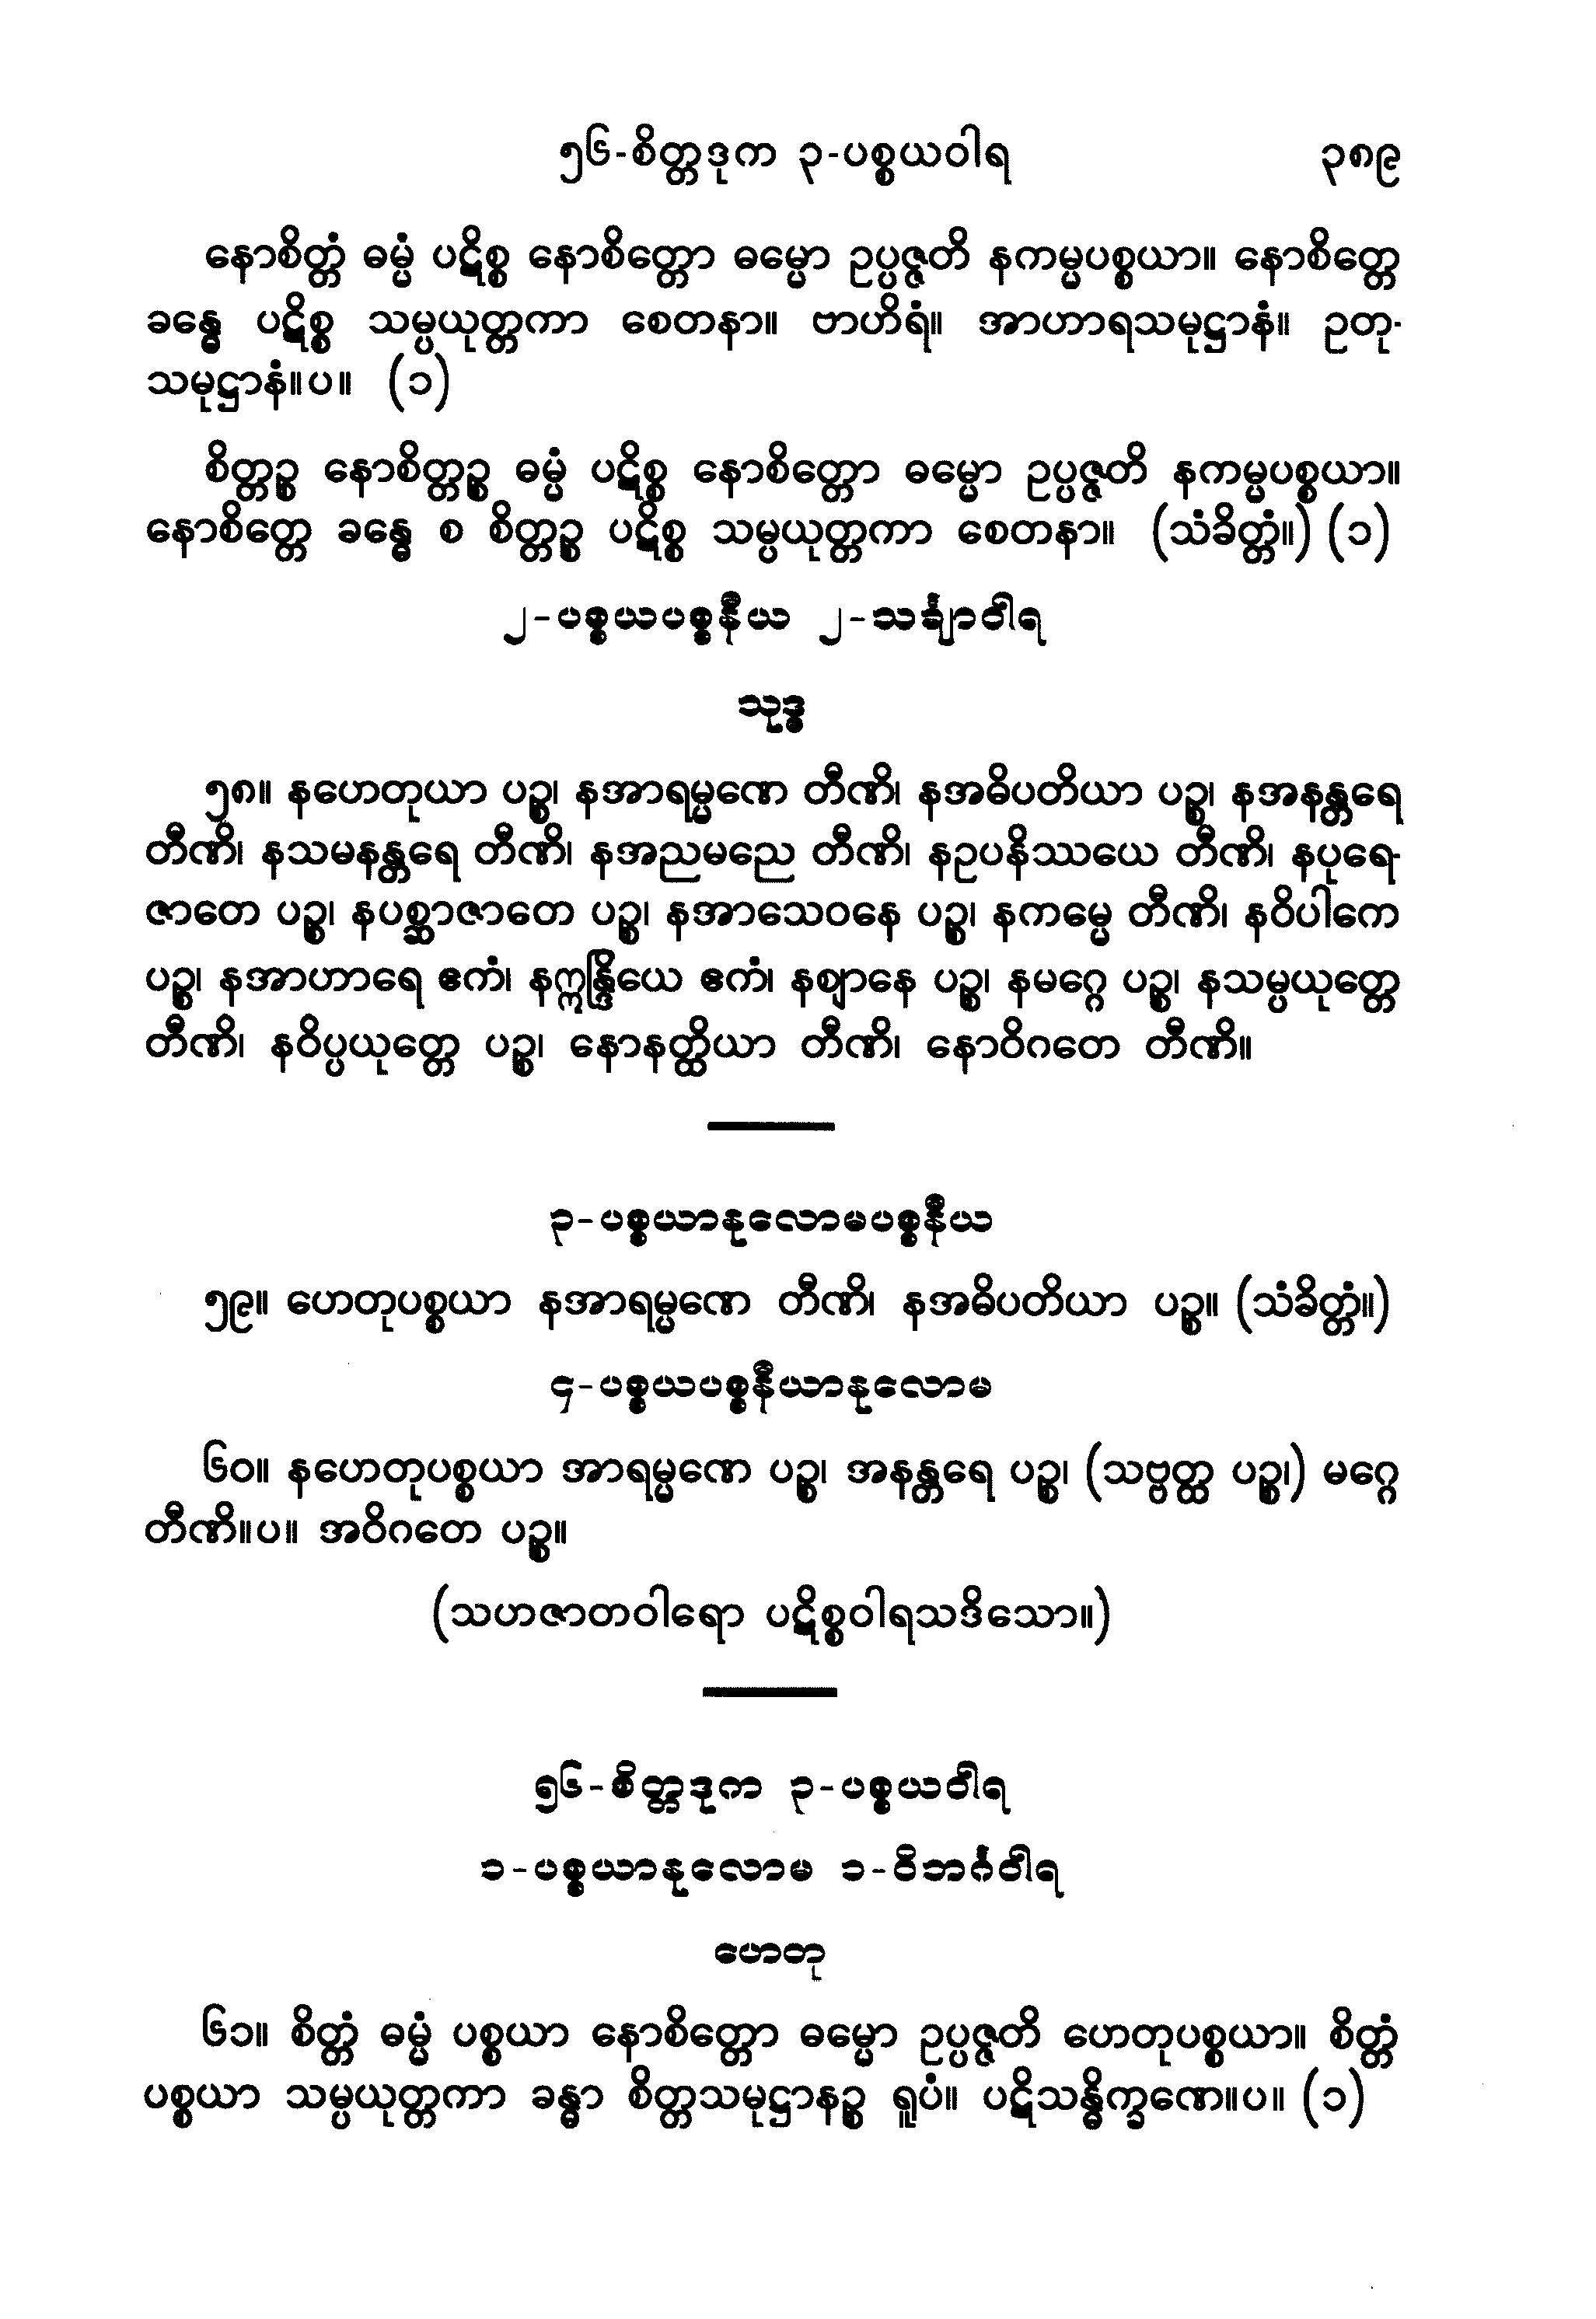 ၅၆-စိတ္တဒုက ၃-ပစ္စယဝါရ ၃၈၉
နောစိတ္တံ ဓမ္မံ ပဋိစ္စ နောစိတ္တော ဓမ္မော ဥပ္ပဇ္ဇတိ နကမ္မပစ္စယာ။ နောစိတ္တေ
ခန္ဓေ ပဋိစ္စ သမ္ပယုတ္တကာ စေတနာ။ ဗာဟိရံ။ အာဟာရသမုဋ္ဌာနံ။ ဥတု-
သမုဋ္ဌာနံ။ပ။ (၁)
စိတ္တဉ္စ နောစိတ္တဉ္စ ဓမ္မံ ပဋိစ္စ နောစိတ္တော ဓမ္မော ဥပ္ပဇ္ဇတိ နကမ္မပစ္စယာ။
နောစိတ္တေ ခန္ဓေ စ စိတ္တဉ္စ ပဋိစ္စ သမ္ပယုတ္တကာ စေတနာ။ (သံခိတ္တံ။) (၁)
၂-ပစ္စယပစ္စနီယ ၂-သင်္ချာဝါရ
သုဒ္ဓ
၅၈။ နဟေတုယာ ပဉ္စ၊ နအာရမ္မဏေ တီဏိ၊ နအဓိပတိယာ ပဉ္စ၊ နအနန္တရေ
တီဏိ၊ နသမနန္တရေ တီဏိ၊ နအညမညေ တီဏိ၊ နဥပနိဿယေ တီဏိ၊ နပုရေ-
ဇာတေ ပဉ္စ၊ နပစ္ဆာဇာတေ ပဉ္စ၊ နအာသေဝနေ ပဉ္စ၊ နကမ္မေ တီဏိ၊ နဝိပါကေ
ပဉ္စ၊ နအာဟာရေ ဧကံ၊ နဣန္ဒြိယေ ဧကံ၊ နဈာနေ ပဉ္စ၊ နမဂ္ဂေ ပဉ္စ၊ နသမ္ပယုတ္တေ
တီဏိ၊ နဝိပ္ပယုတ္တေ ပဉ္စ၊ နောနတ္ထိယာ တီဏိ၊ နောဝိဂတေ တီဏိ။
၃-ပစ္စယာနုလောမပစ္စနီယ
၅၉။ ဟေတုပစ္စယာ နအာရမ္မဏေ တီဏိ၊ နအဓိပတိယာ ပဉ္စ။ (သံခိတ္တံ။)
၄-ပစ္စယပစ္စနီယာနုလောမ
၆၀။ နဟေတုပစ္စယာ အာရမ္မဏေ ပဉ္စ၊ အနန္တရေ ပဉ္စ၊ (သဗ္ဗတ္ထ ပဉ္စ၊) မဂ္ဂေ
တီဏိ။ပ။ အဝိဂတေ ပဉ္စ။
(သဟဇာတဝါရော ပဋိစ္စဝါရသဒိသော။)
၅၆-စိတ္တဒုက ၃-ပစ္စယဝါရ
၁-ပစ္စယာနုလောမ ၁-ဝိဘင်္ဂဝါရ
ဟေတု
၆၁။ စိတ္တံ ဓမ္မံ ပစ္စယာ နောစိတ္တော ဓမ္မော ဥပ္ပဇ္ဇတိ ဟေတုပစ္စယာ။ စိတ္တံ
ပစ္စယာ သမ္ပယုတ္တကာ ခန္ဓာ စိတ္တသမုဋ္ဌာနဉ္စ ရူပံ။ ပဋိသန္ဓိက္ခဏေ။ပ။ (၁)